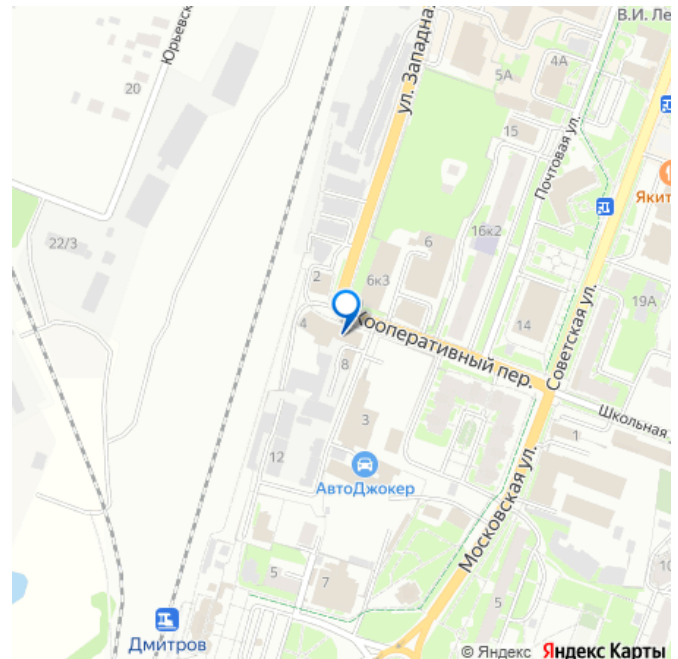 В.И. Ле
Юрьевск
ул. Западна
4А
5А
20
15
Почтовая ул.
Якит
16к2
22/3
6
2
6к3
19А
4
Кооперативный пер.
14
Советская ул.
8
3
Школьная
1
12
АвтоДжокер
Московская ул.
5
7
10
5
Дмитров
© Яндекс Яндекс Карты